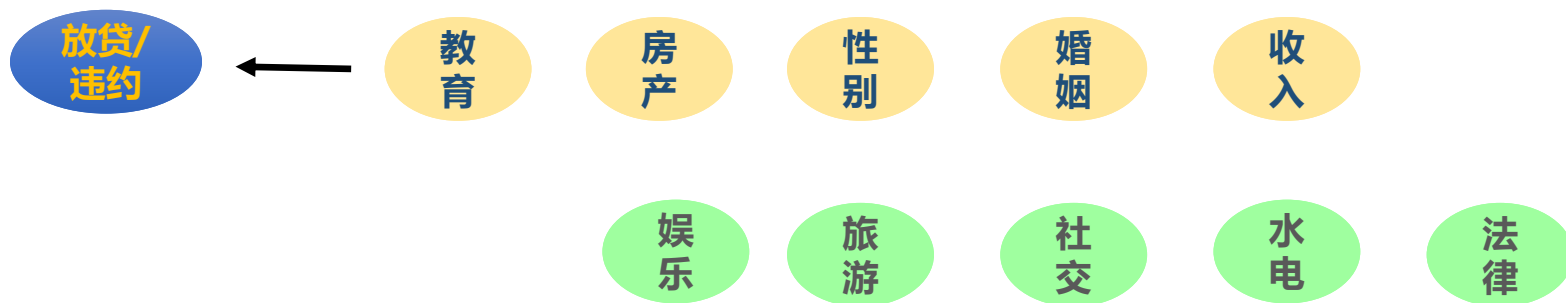 放贷/
违约
教
育
房
产
性
别
婚
姻
收
入
娱
乐
旅
游
社
交
水
电
法
律